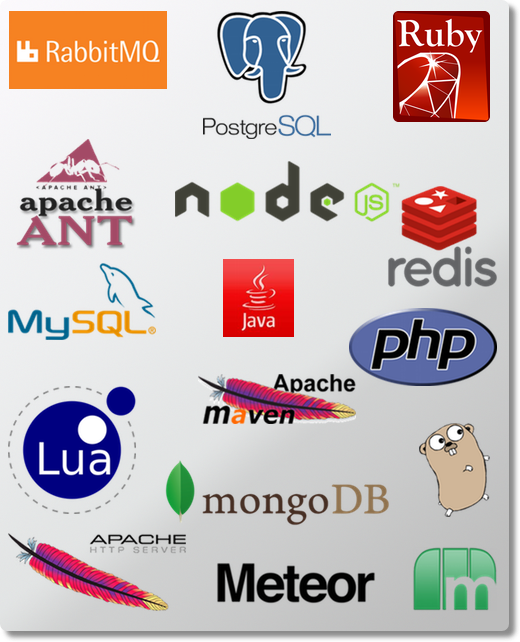 RabbitMQ
PostgreSQL
Ruby
APACHE ANT
apache
ANT
node
JS
™
redis
MySQL®
Java
php
Apache
maven
Lua
mongoDB
APACHE
HTTP SERVER
Meteor
m